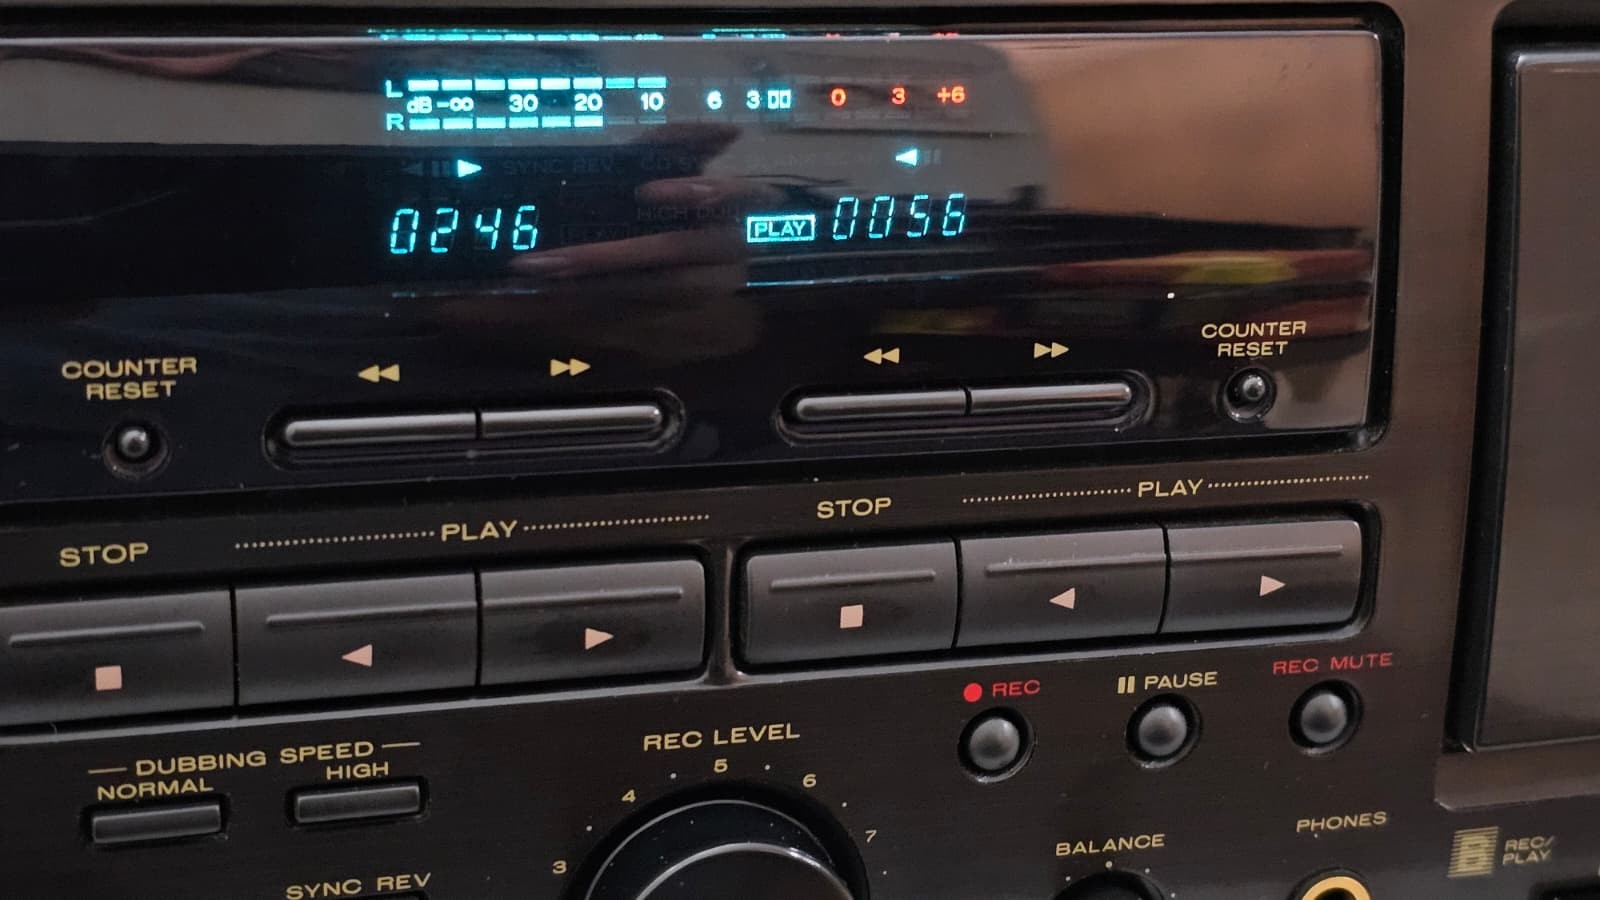 L
dB -∞ 30 20 10 6 3 0 3 +6
R
SYNC REV
0246 PLAY 0056
COUNTER
RESET
COUNTER
RESET
STOP PLAY
STOP PLAY
REC
PAUSE
REC MUTE
DUBBING SPEED
NORMAL HIGH
SYNC REV
REC LEVEL
3 4 5 6 7
BALANCE
PHONES
B REC/
PLAY